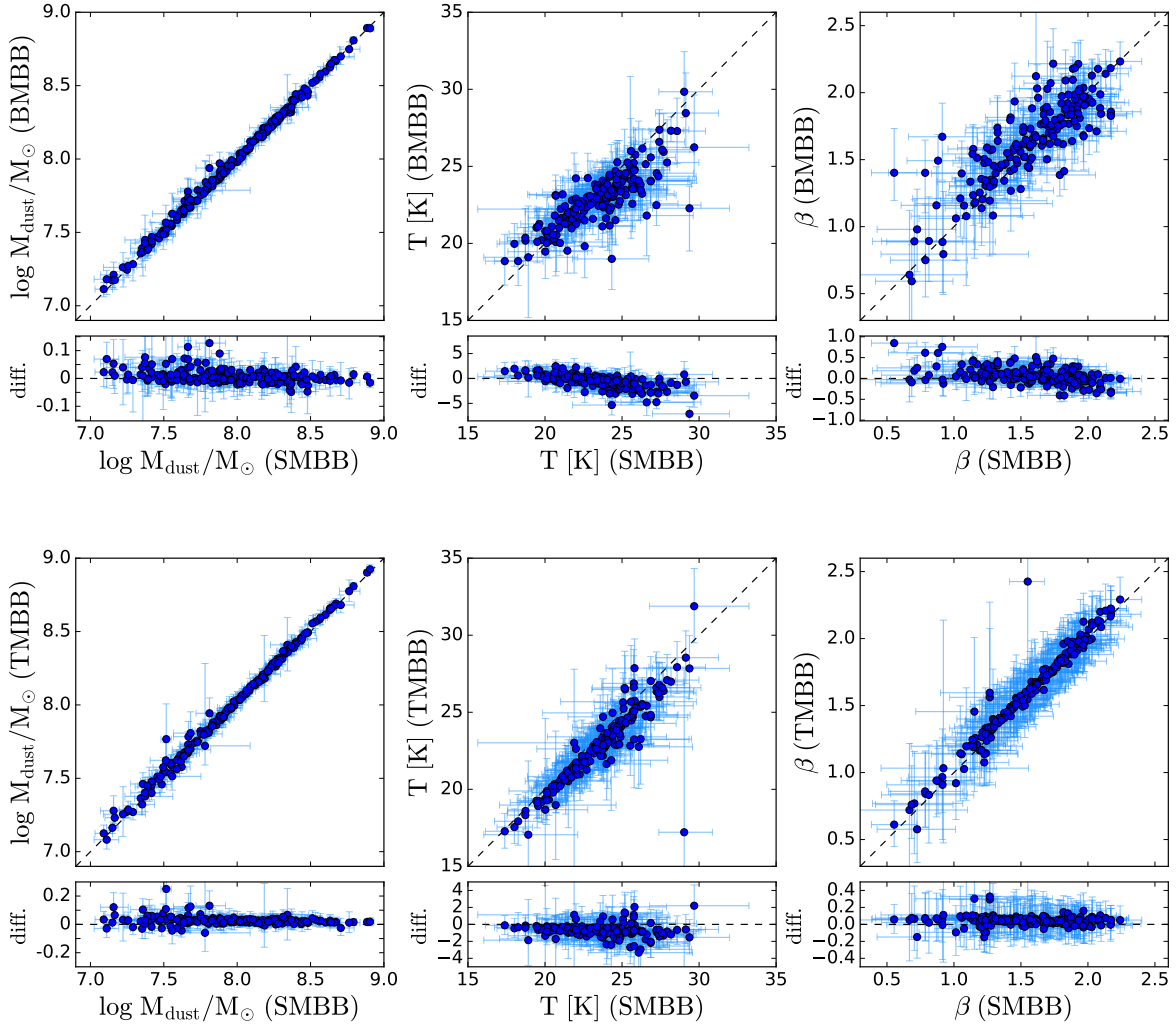 9.0
8.5
8.0
7.5
7.0
log M_dust/M_⊙ (BMBB)
35
30
25
20
15
T [K] (BMBB)
2.5
2.0
1.5
1.0
0.5
β (BMBB)
0.1
0
-0.1
diff.
7.0 7.5 8.0 8.5 9.0
log M_dust/M_⊙ (SMBB)
5
0
−5
diff.
15 20 25 30 35
T [K] (SMBB)
1.0
0.5
0.0
−0.5
−1.0
diff.
0.5 1.0 1.5 2.0 2.5
β (SMBB)
9.0
8.5
8.0
7.5
7.0
log M_dust/M_⊙ (TMBB)
35
30
25
20
15
T [K] (TMBB)
2.5
2.0
1.5
1.0
0.5
β (TMBB)
0.2
0
-0.2
diff.
7.0 7.5 8.0 8.5 9.0
log M_dust/M_⊙ (SMBB)
4
2
0
−2
−4
diff.
15 20 25 30 35
T [K] (SMBB)
0.4
0.2
0.0
−0.2
−0.4
diff.
0.5 1.0 1.5 2.0 2.5
β (SMBB)